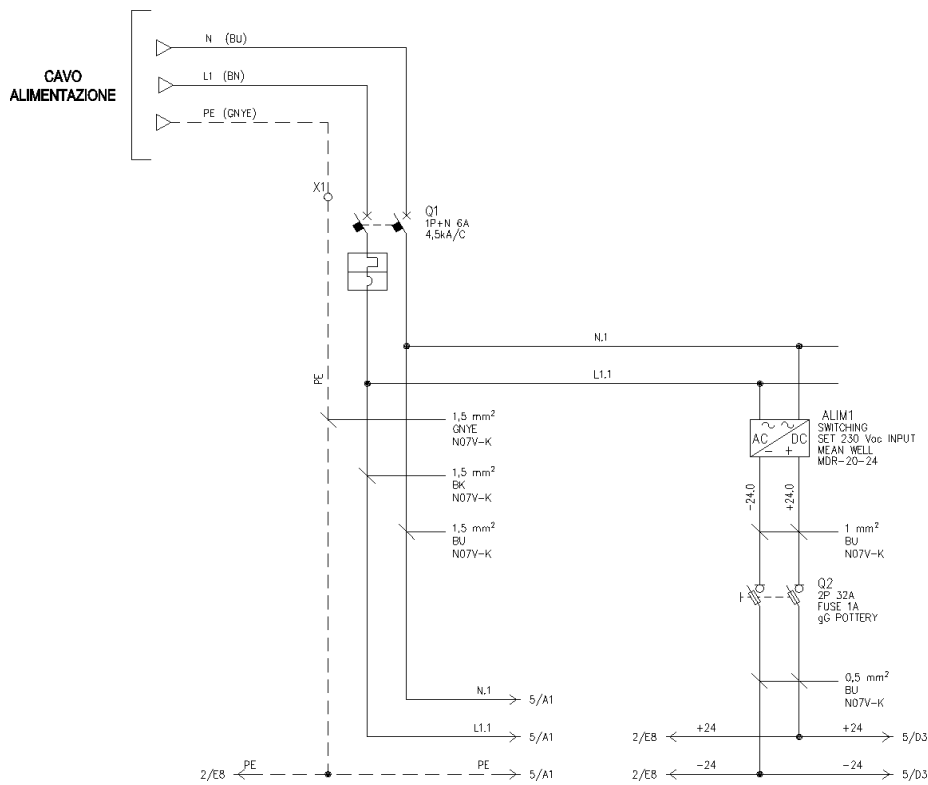 N (BU)
L1 (BN)
PE (GNYE)
CAVO
ALIMENTAZIONE
X1
Q1
1P+N 6A
4,5kA/C
N.1
L1.1
PE
1,5 mm²
GNYE
N07V-K
1,5 mm²
BK
N07V-K
1,5 mm²
BU
N07V-K
ALIM1
SWITCHING
SET 230 Vac INPUT
MEAN WELL
MDR-20-24
AC
DC
- +
-24.0
+24.0
1 mm²
BU
N07V-K
Q2
2P 32A
FUSE 1A
gG POTTERY
0,5 mm²
BU
N07V-K
N.1 5/A1
L1.1 5/A1
2/E8 PE PE 5/A1
2/E8 +24 +24 5/D3
2/E8 -24 -24 5/D3